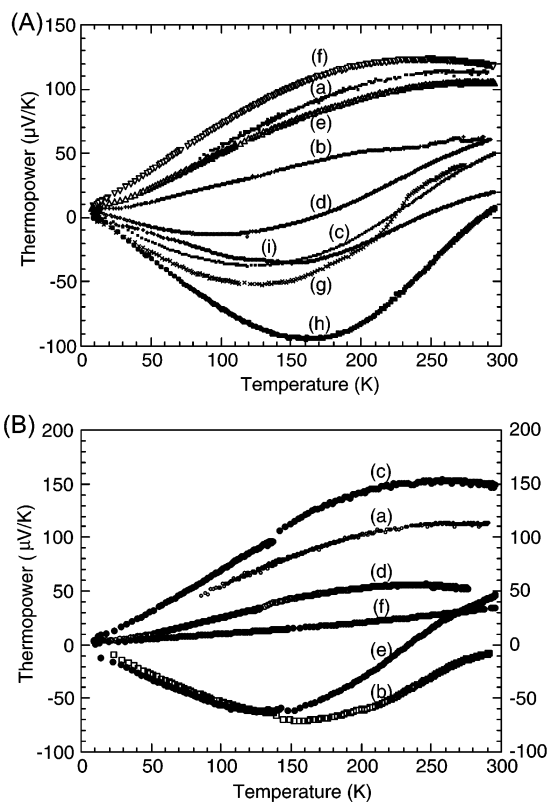 (A)
150
100
50
0
-50
-100
Thermopower (μV/K)
(f)
(a)
(e)
(b)
(d)
(i)
(c)
(g)
(h)
0
50
100
150
200
250
300
Temperature (K)
(B)
200
150
100
50
0
-50
-100
Thermopower ( μV/K)
(c)
(a)
(d)
(f)
(e)
(b)
200
150
100
50
0
-50
-100
0
50
100
150
200
250
300
Temperature (K)